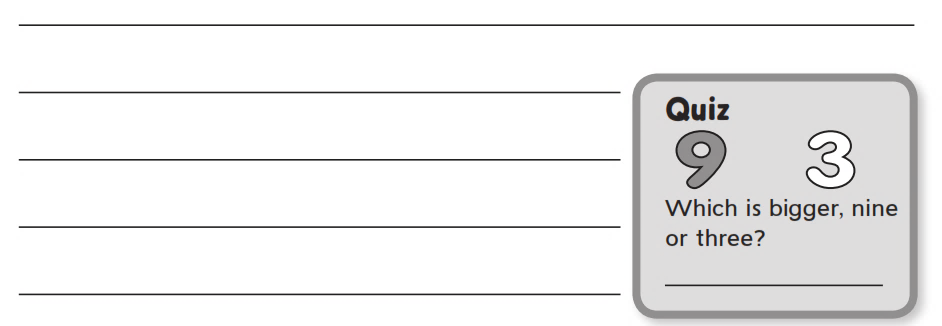 Quiz
9 3
Which is bigger, nine
or three?